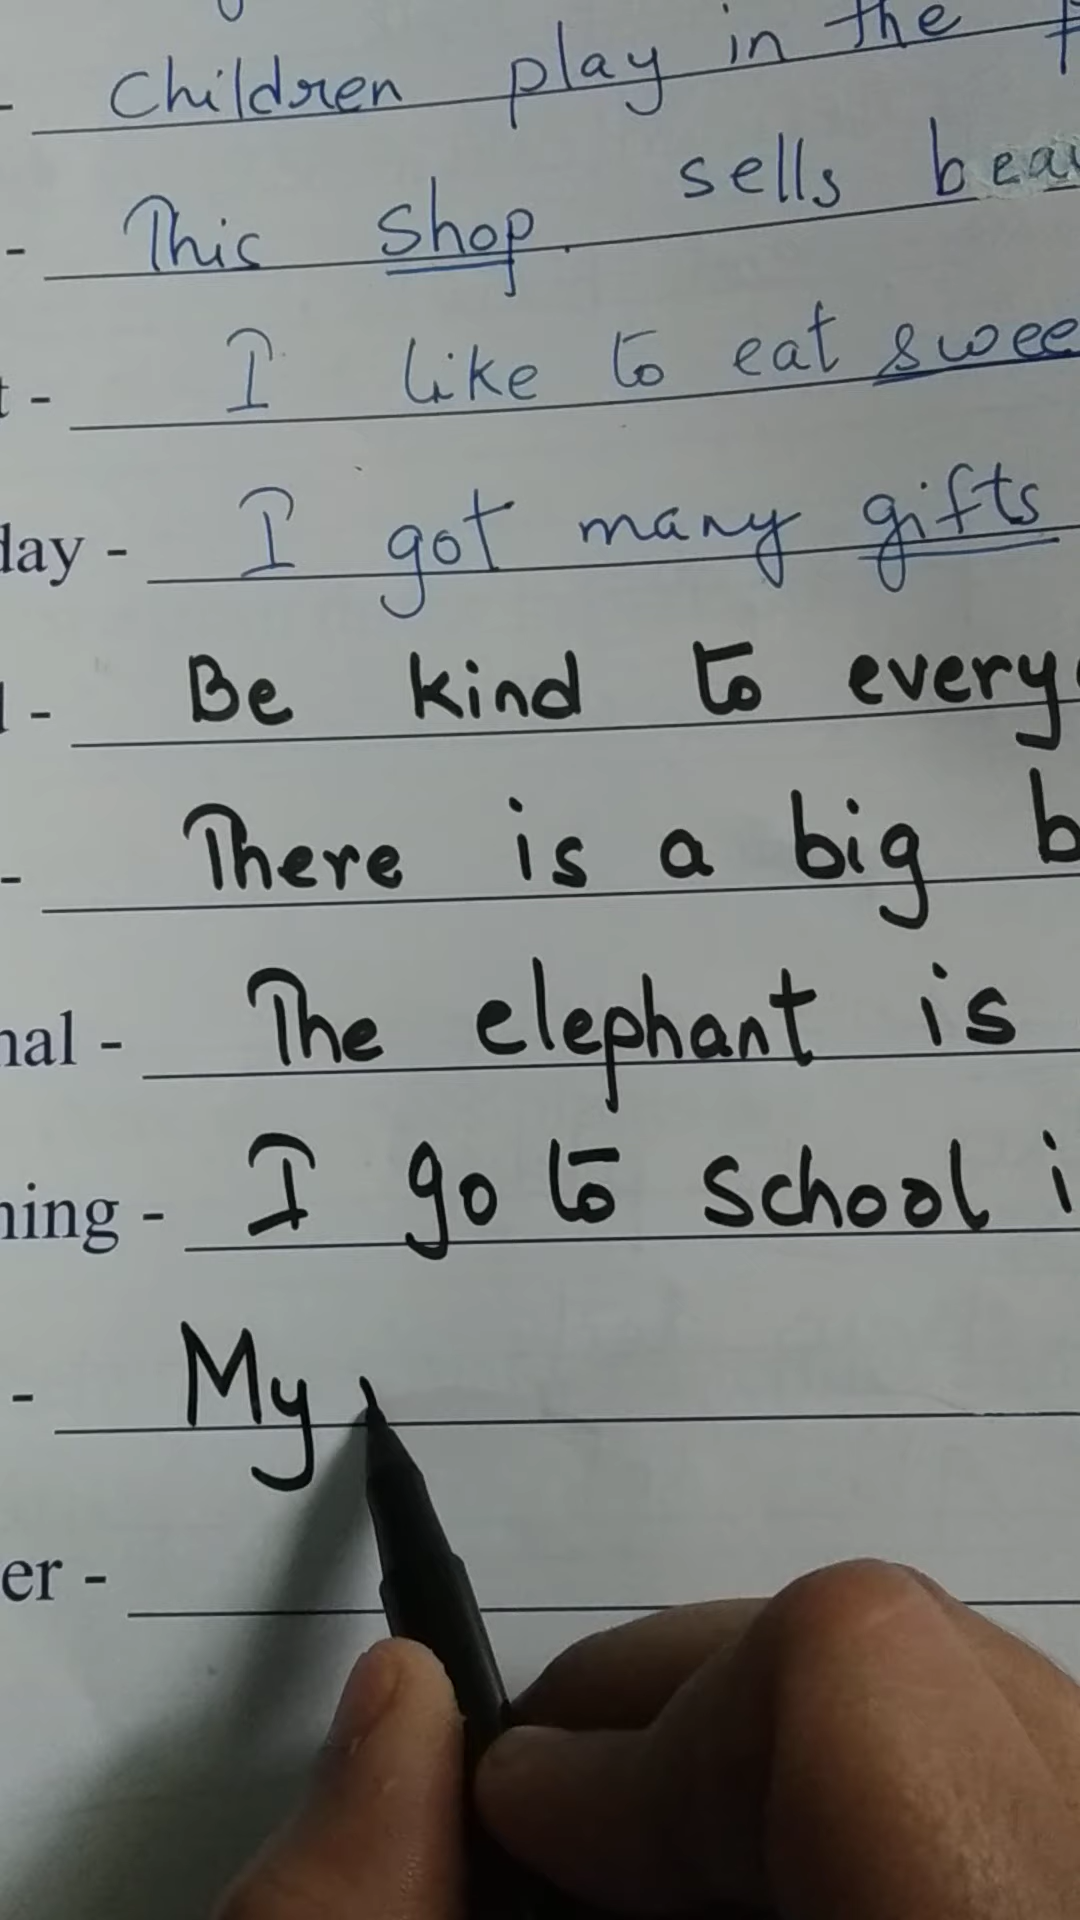 - Children play in the
- This shop. sells
t - I like to eat
day - I got many gifts
- Be kind to
- There is a big b
nal - The elephant is
ning - I go to school i
- My
er -